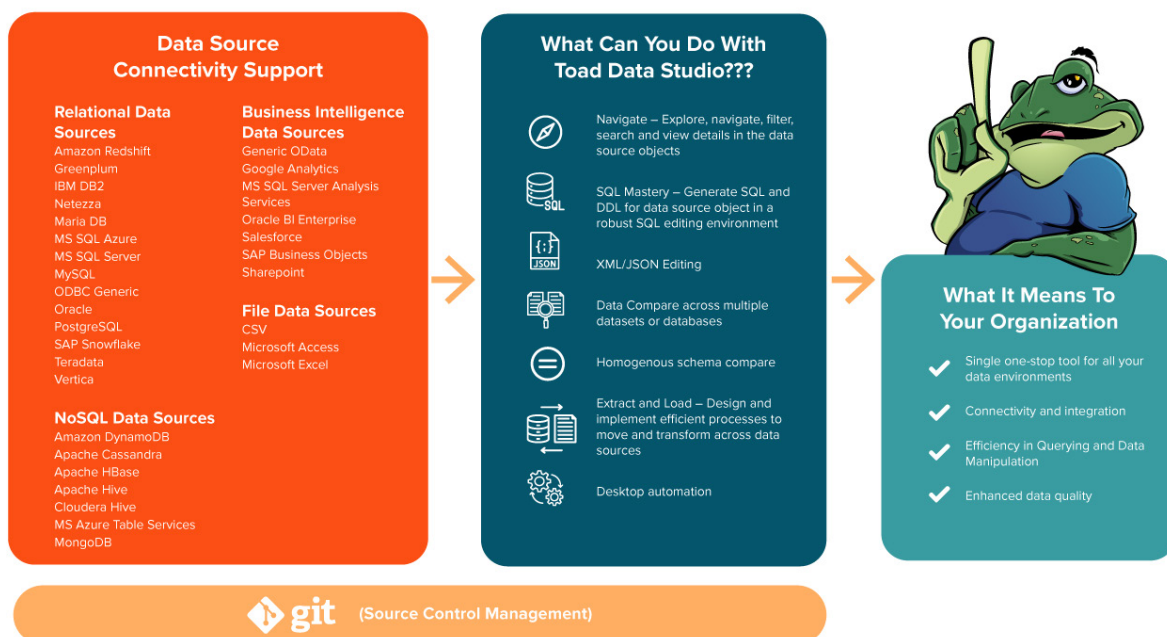 Data Source
Connectivity Support
Relational Data
Sources
Amazon Redshift
Greenplum
IBM DB2
Netezza
Maria DB
MS SQL Azure
MS SQL Server
MySQL
ODBC Generic
Oracle
PostgreSQL
SAP Snowflake
Teradata
Vertica
NoSQL Data Sources
Amazon DynamoDB
Apache Cassandra
Apache HBase
Apache Hive
Cloudera Hive
MS Azure Table Services
MongoDB
Business Intelligence
Data Sources
Generic OData
Google Analytics
MS SQL Server Analysis
Services
Oracle BI Enterprise
Salesforce
SAP Business Objects
Sharepoint
File Data Sources
CSV
Microsoft Access
Microsoft Excel
What Can You Do With
Toad Data Studio???
Navigate – Explore, navigate, filter,
search and view details in the data
source objects
SQL
SQL Mastery – Generate SQL and
DDL for data source object in a
robust SQL editing environment
{;}
JSON
XML/JSON Editing
Data Compare across multiple
datasets or databases
Homogenous schema compare
Extract and Load – Design and
implement efficient processes to
move and transform across data
sources
Desktop automation
What It Means To
Your Organization
Single one-stop tool for all your
data environments
Connectivity and integration
Efficiency in Querying and Data
Manipulation
Enhanced data quality
git (Source Control Management)